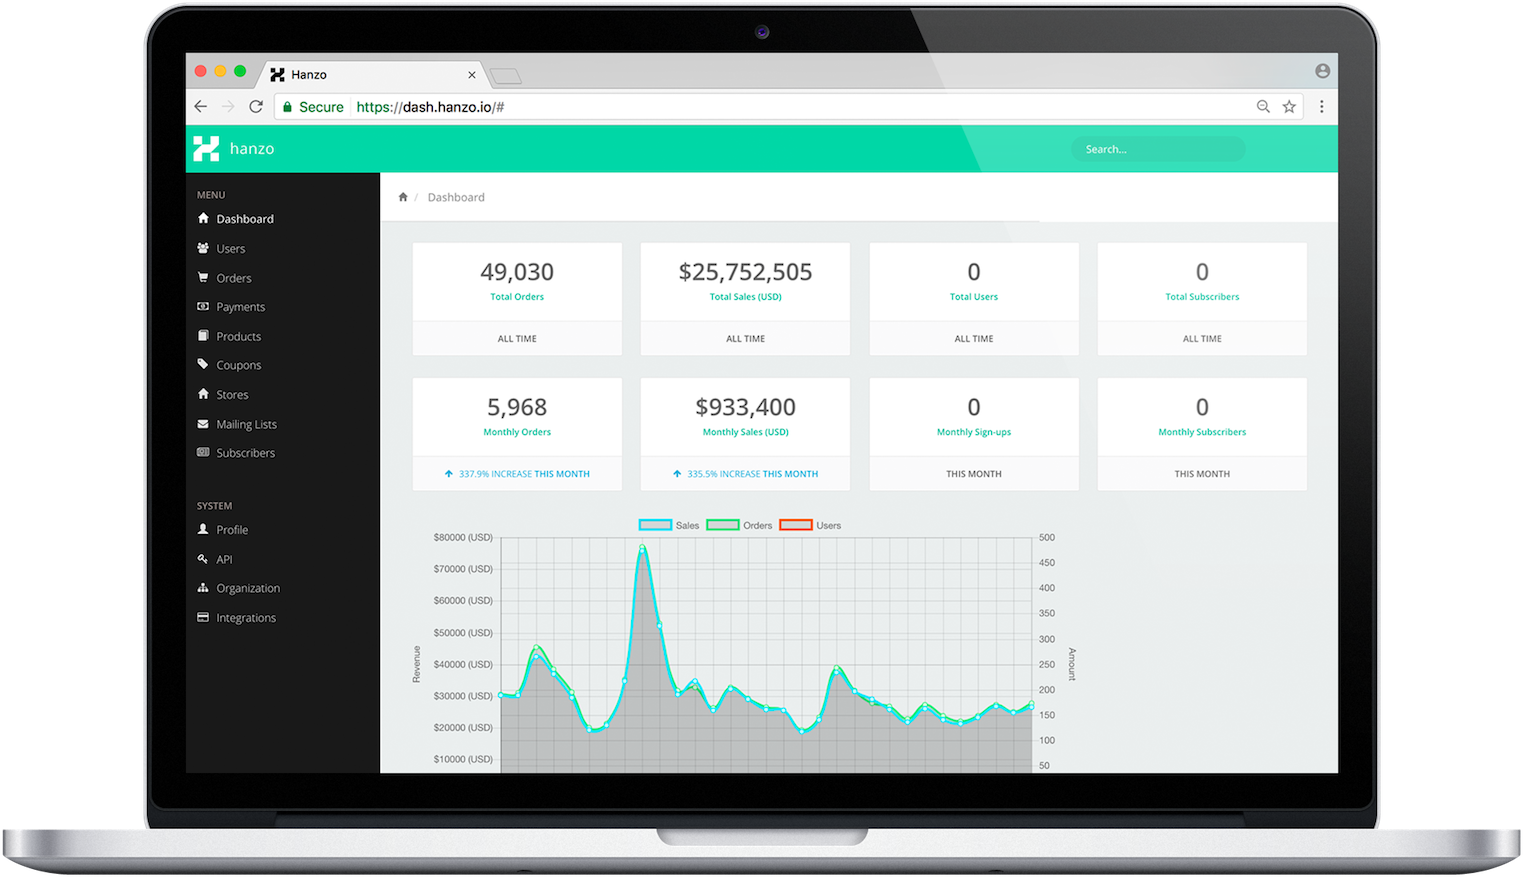 Hanzo
Secure https://dash.hanzo.io/#
hanzo
Search...
MENU
Dashboard
Users
Orders
Payments
Products
Coupons
Stores
Mailing Lists
Subscribers
SYSTEM
Profile
API
Organization
Integrations
/ Dashboard
49,030
Total Orders
ALL TIME
$25,752,505
Total Sales (USD)
ALL TIME
0
Total Users
ALL TIME
0
Total Subscribers
ALL TIME
5,968
Monthly Orders
337.9% INCREASE THIS MONTH
$933,400
Monthly Sales (USD)
335.5% INCREASE THIS MONTH
0
Monthly Sign-ups
THIS MONTH
0
Monthly Subscribers
THIS MONTH
Sales Orders Users
Revenue
$80000 (USD)
$70000 (USD)
$60000 (USD)
$50000 (USD)
$40000 (USD)
$30000 (USD)
$20000 (USD)
$10000 (USD)
500
450
400
350
300
250
200
150
100
50
Amount